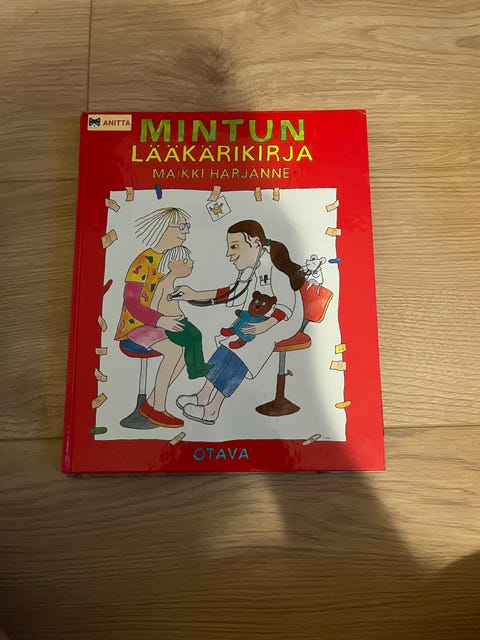 ANITTA
MINTUN
LÄÄKÄRIKIRJA
MAIKKI HARJANNE
OTAVA